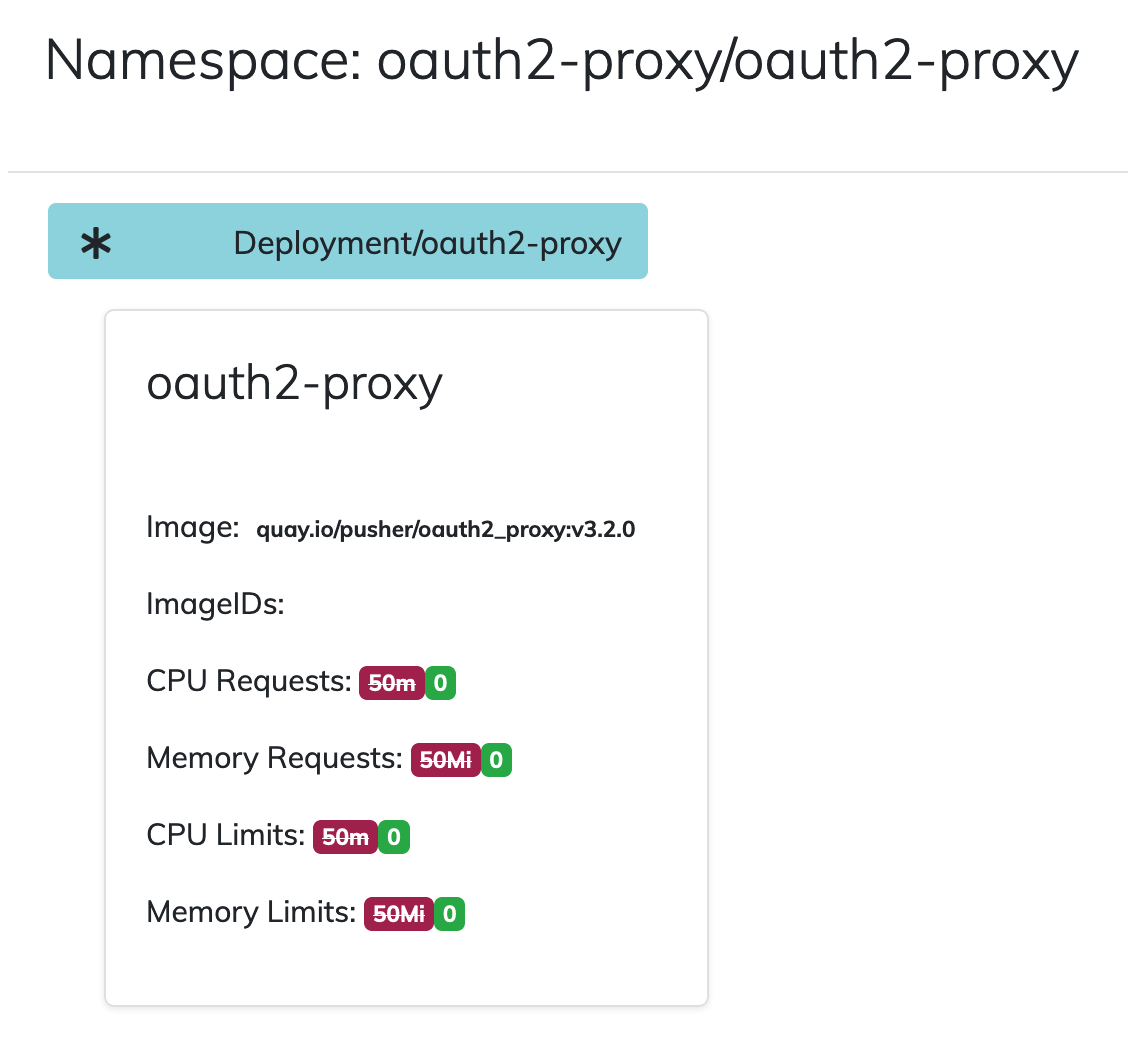 Namespace: oauth2-proxy/oauth2-proxy
* Deployment/oauth2-proxy
oauth2-proxy
Image: quay.io/pusher/oauth2_proxy:v3.2.0
ImageIDs:
CPU Requests: 50m 0
Memory Requests: 50Mi 0
CPU Limits: 50m 0
Memory Limits: 50Mi 0